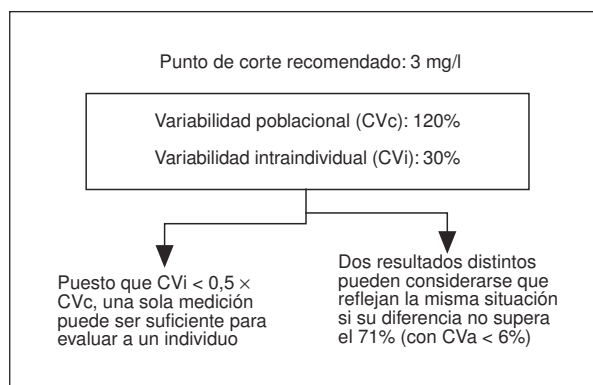 Punto de corte recomendado: 3 mg/l
Variabilidad poblacional (CVc): 120%
Variabilidad intraindividual (CVi): 30%
Puesto que CVi < 0,5 ×
CVc, una sola medición
puede ser suficiente para
evaluar a un individuo
Dos resultados distintos
pueden considerarse que
reflejan la misma situación
si su diferencia no supera
el 71% (con CVa < 6%)